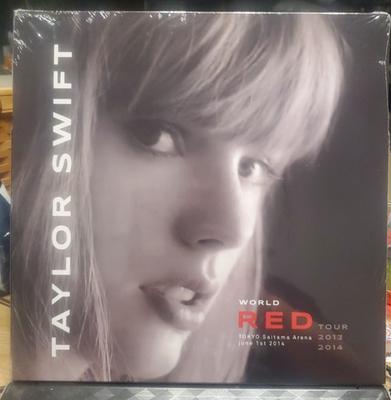 TAYLOR SWIFT
WORLD
RED TOUR
TOKYO Saitama Arena 2013
june 1st 2014 2014